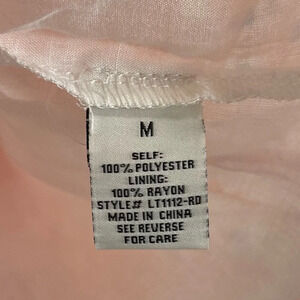 M
SELF:
100% POLYESTER
LINING:
100% RAYON
STYLE# LT1112-RD
MADE IN CHINA
SEE REVERSE
FOR CARE